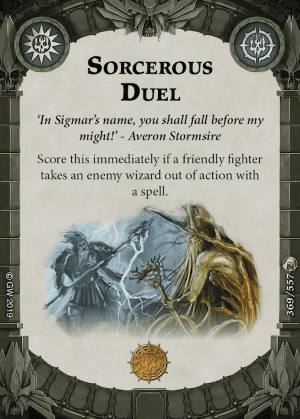 SORCEROUS
DUEL
‘In Sigmar’s name, you shall fall before my
might!’ - Averon Stormsire
Score this immediately if a friendly fighter
takes an enemy wizard out of action with
a spell.
© GW 2019
369/557